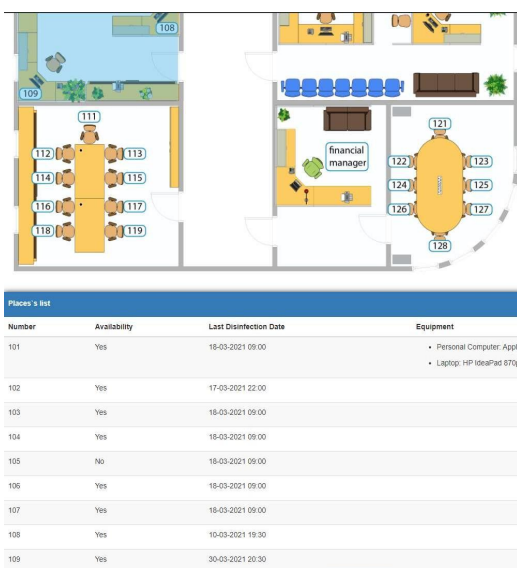 108
109
111
112 113
114 115
116 117
118 119
financial
manager
121
122 123
124 125
126 127
128
Places`s list
Number Availability Last Disinfection Date Equipment
101 Yes 18-03-2021 09:00
• Personal Computer: Appl
• Laptop: HP IdeaPad 870p
102 Yes 17-03-2021 22:00
103 Yes 18-03-2021 09:00
104 Yes 18-03-2021 09:00
105 No 18-03-2021 09:00
106 Yes 18-03-2021 09:00
107 Yes 18-03-2021 09:00
108 Yes 10-03-2021 19:30
109 Yes 30-03-2021 20:30